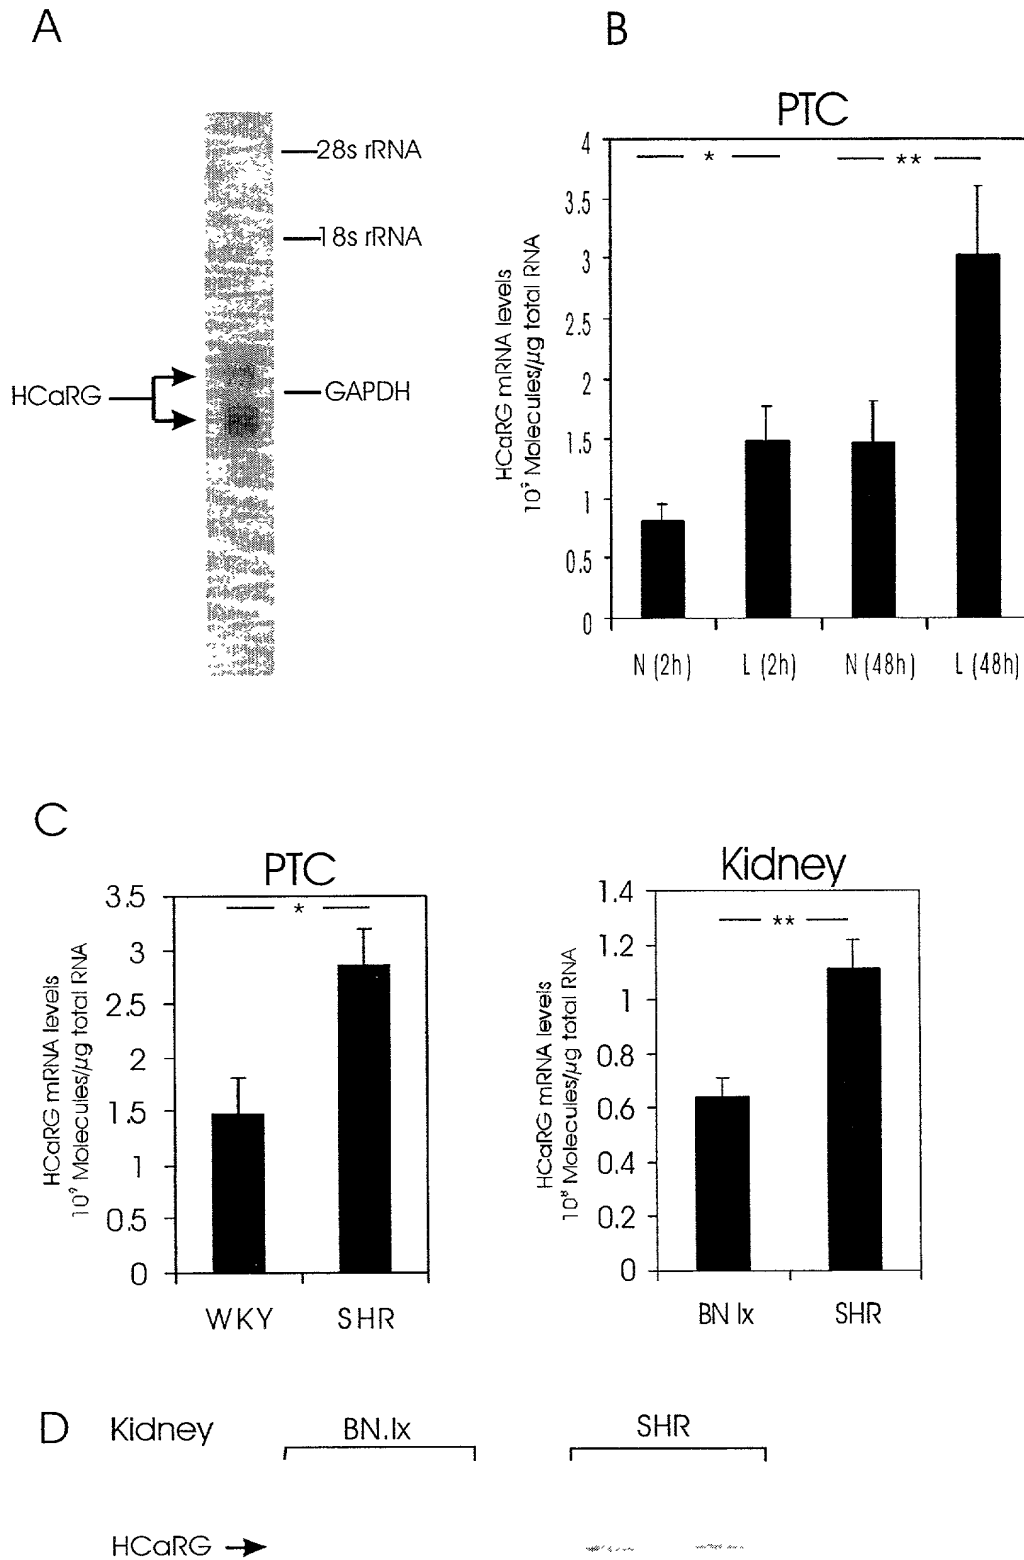 A
28s rRNA
18s rRNA
HCaRG
GAPDH
B
PTC
HCaRG mRNA levels
10⁹ Molecules/µg total RNA
4
3.5
3
2.5
2
1.5
1
0.5
0
* **
N (2h) L (2h) N (48h) L (48h)
C
PTC
HCaRG mRNA levels
10⁹ Molecules/µg total RNA
3.5
3
2.5
2
1.5
1
0.5
0
*
WKY SHR
Kidney
HCaRG mRNA levels
10⁸ Molecules/µg total RNA
1.4
1.2
1
0.8
0.6
0.4
0.2
0
**
BN lx SHR
D Kidney BN.lx SHR
HCaRG